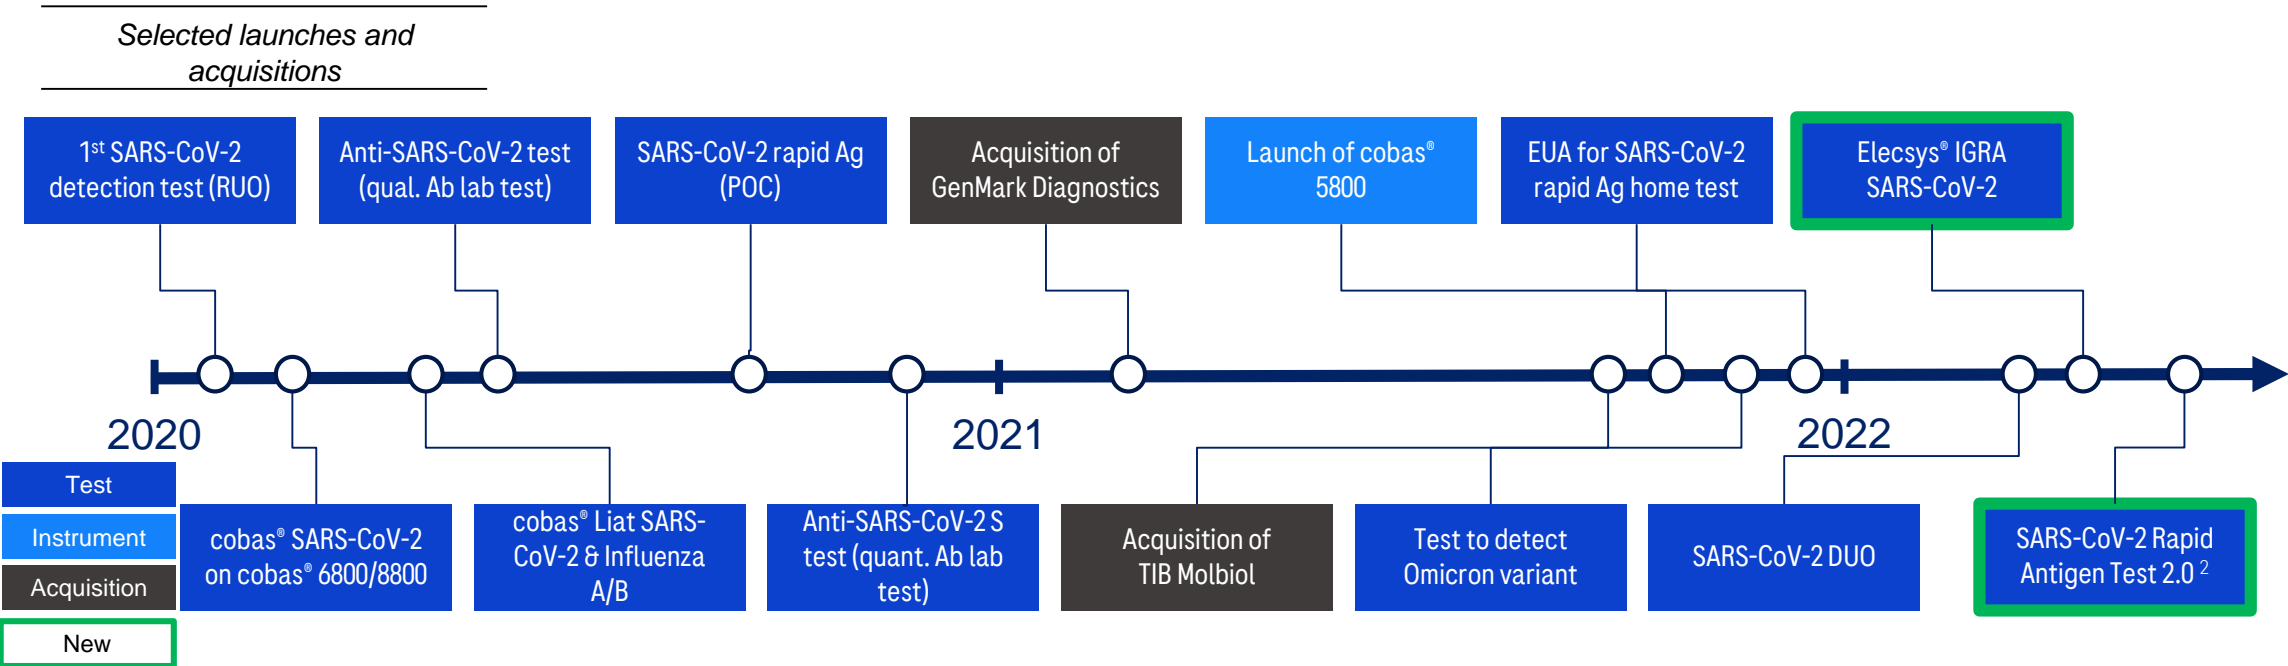 Selected launches and
acquisitions
1st SARS-CoV-2
detection test (RUO)
Anti-SARS-CoV-2 test
(qual. Ab lab test)
SARS-CoV-2 rapid Ag
(POC)
Acquisition of
GenMark Diagnostics
Launch of cobas®
5800
EUA for SARS-CoV-2
rapid Ag home test
Elecsys® IGRA
SARS-CoV-2
2020
2021
2022
Test
Instrument
Acquisition
New
cobas® SARS-CoV-2
on cobas® 6800/8800
cobas® Liat SARS-
CoV-2 & Influenza
A/B
Anti-SARS-CoV-2 S
test (quant. Ab lab
test)
Acquisition of
TIB Molbiol
Test to detect
Omicron variant
SARS-CoV-2 DUO
SARS-CoV-2 Rapid
Antigen Test 2.0 2